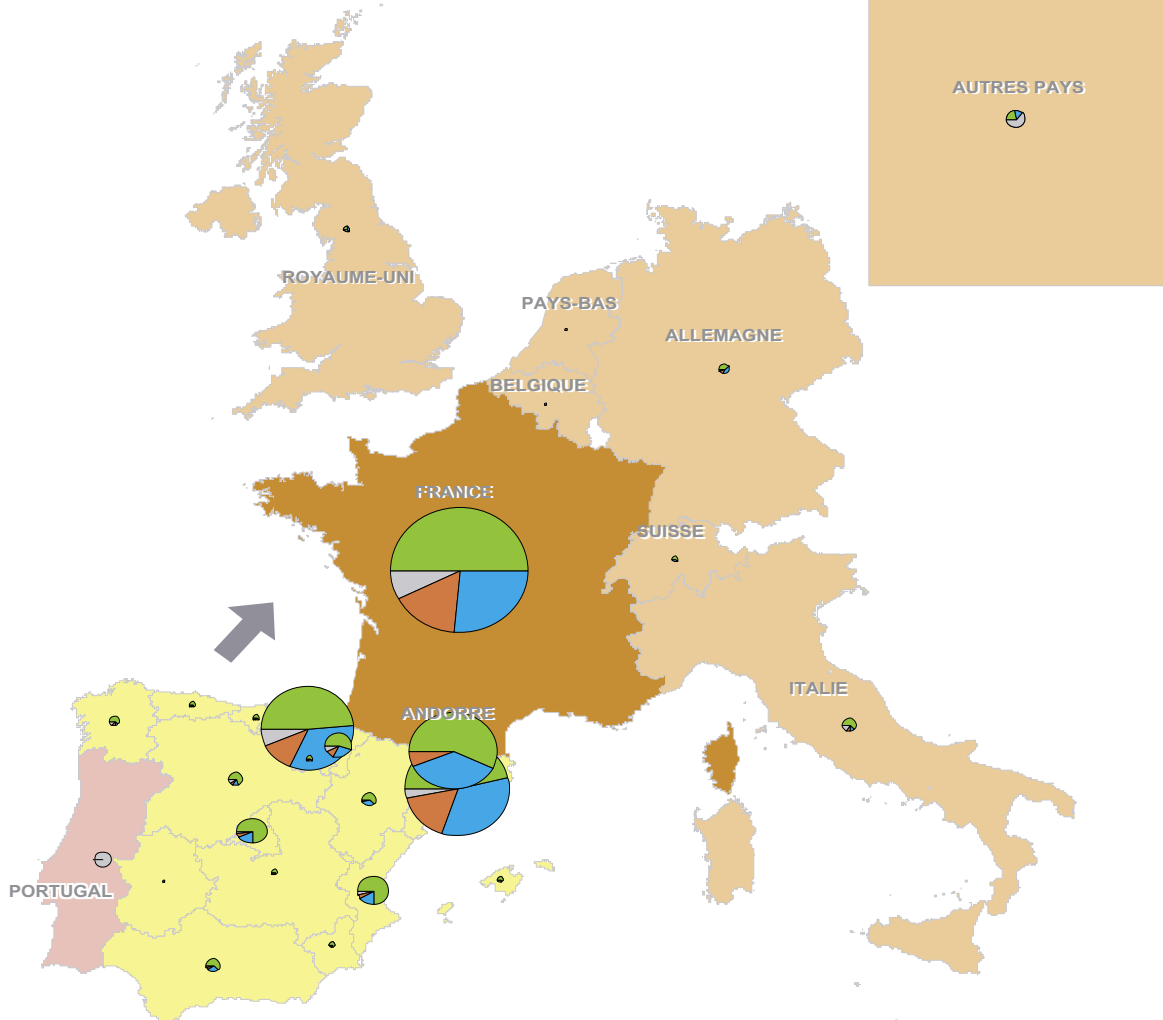 AUTRES PAYS
ROYAUME-UNI
PAYS-BAS
ALLEMAGNE
BELGIQUE
FRANCE
SUISSE
ITALIE
ANDORRE
PORTUGAL